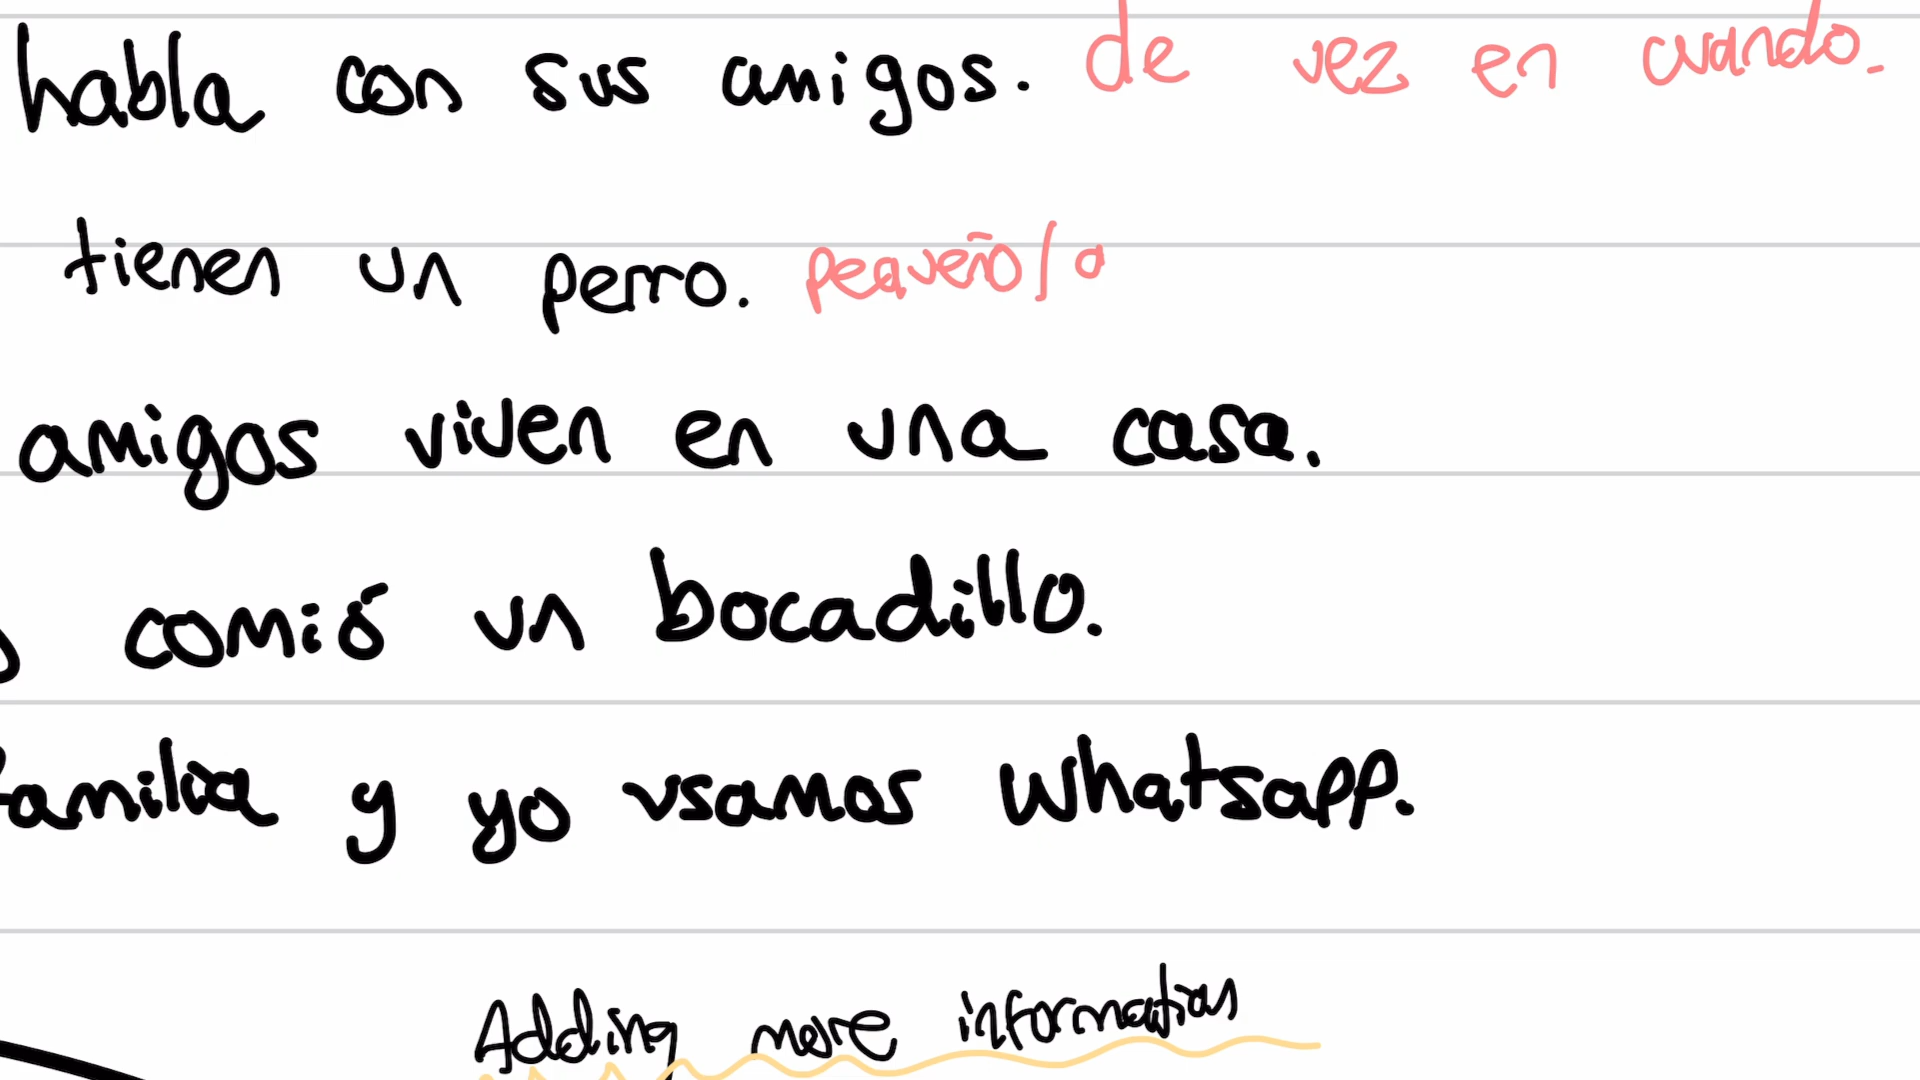 habla con sus amigos. de vez en cuando.
tienen un perro. pequeño/a
amigos viven en una casa.
comió un bocadillo.
familia y yo usamos whatsapp.
Adding more information